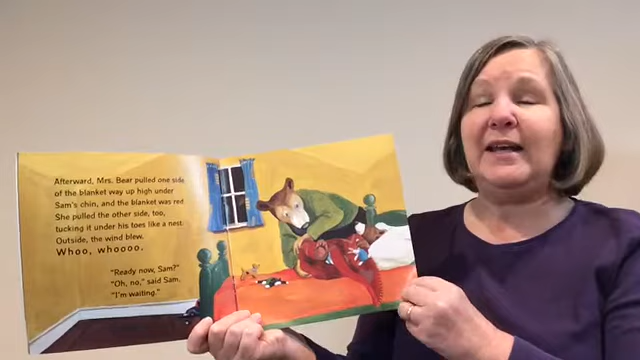 Afterward, Mrs. Bear pulled one side
of the blanket way up high under
Sam's chin, and the blanket was red.
She pulled the other side, too,
tucking it under his toes like a nest.
Outside, the wind blew.
Whoo, whoooo.
"Ready now, Sam?"
"Oh, no," said Sam.
"I'm waiting."